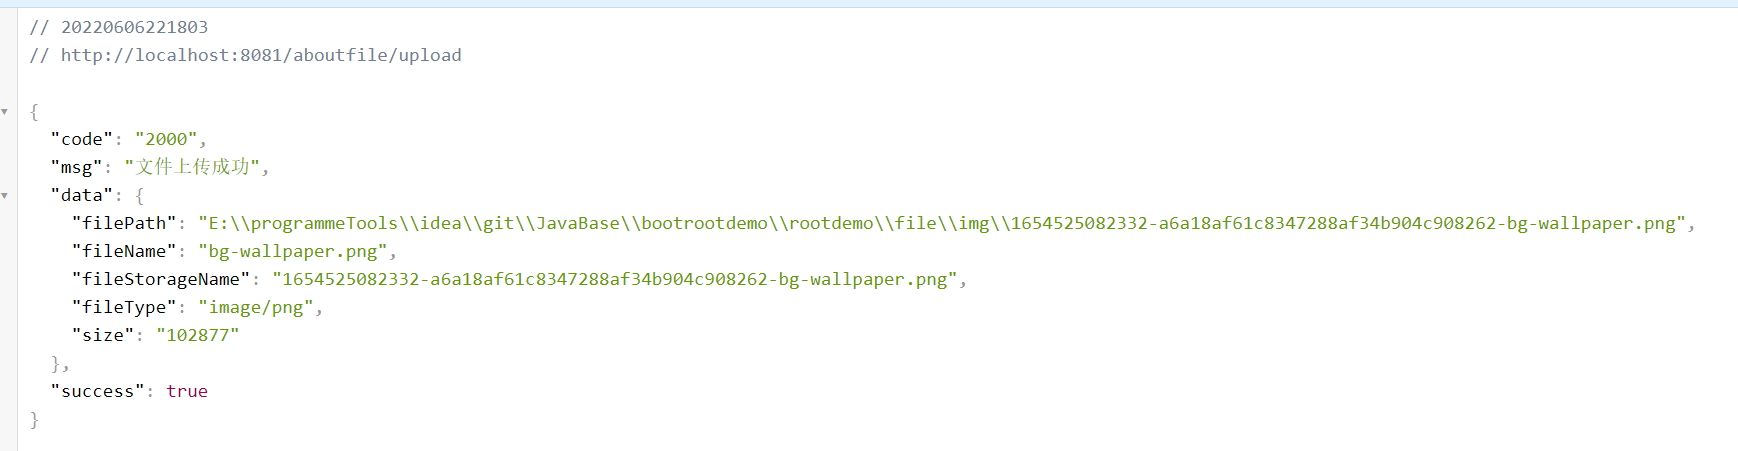 // 20220606221803
// http://localhost:8081/aboutfile/upload
{
"code": "2000",
"msg": "文件上传成功",
"data": {
"filePath": "E:\\programmeTools\\idea\\git\\JavaBase\\bootrootdemo\\rootdemo\\file\\img\\1654525082332-a6a18af61c8347288af34b904c908262-bg-wallpaper.png",
"fileName": "bg-wallpaper.png",
"fileStorageName": "1654525082332-a6a18af61c8347288af34b904c908262-bg-wallpaper.png",
"fileType": "image/png",
"size": "102877"
},
"success": true
}